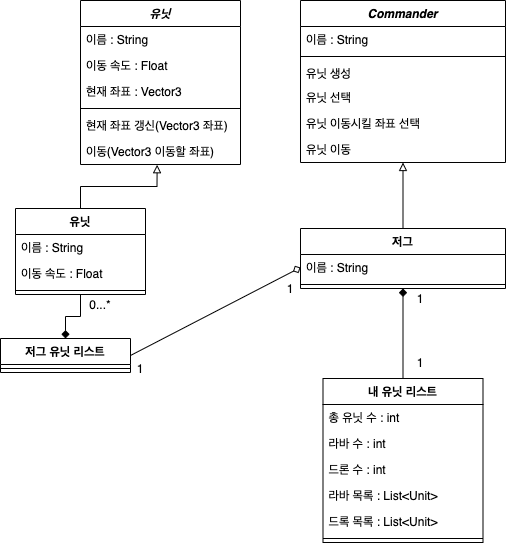 유닛
이름 : String
이동 속도 : Float
현재 좌표 : Vector3
현재 좌표 갱신(Vector3 좌표)
이동(Vector3 이동할 좌표)
Commander
이름 : String
유닛 생성
유닛 선택
유닛 이동시킬 좌표 선택
유닛 이동
유닛
이름 : String
이동 속도 : Float
0...*
저그
이름 : String
1
1
저그 유닛 리스트
1
1
내 유닛 리스트
총 유닛 수 : int
라바 수 : int
드론 수 : int
라바 목록 : List<Unit>
드록 목록 : List<Unit>